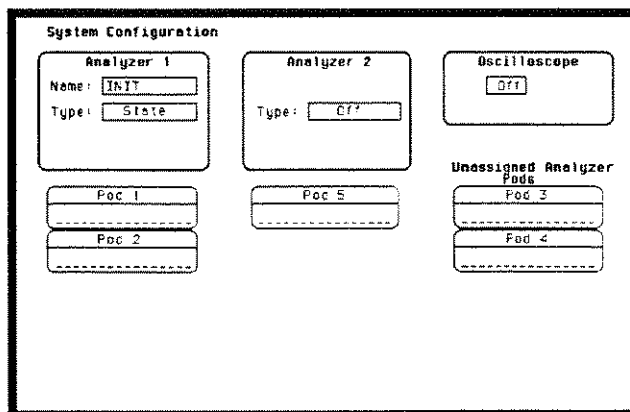 System Configuration
Analyzer 1
Name: INIT
Type: State
Analyzer 2
Type: Off
Oscilloscope
Off
Unassigned Analyzer
Pods
Pod 1
Pod 2
Pod 5
Pod 3
Pod 4